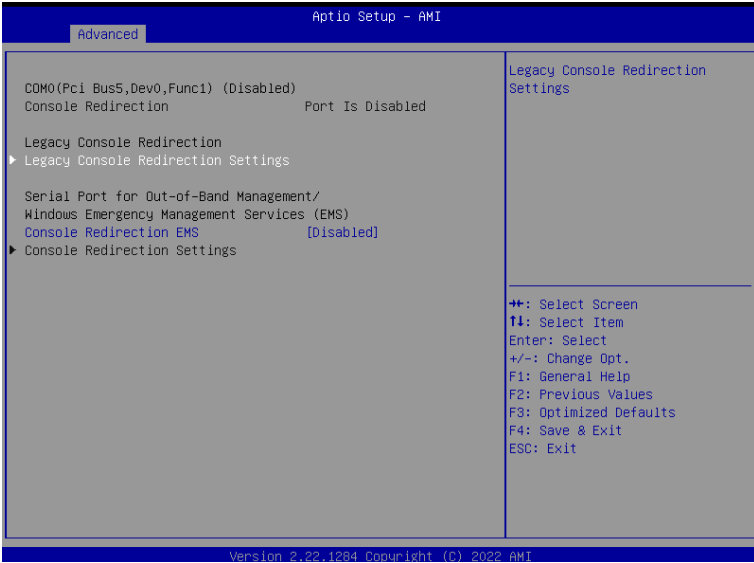 Aptio Setup – AMI
Advanced
COM0(Pci Bus5,Dev0,Func1) (Disabled)
Console Redirection Port Is Disabled
Legacy Console Redirection
Legacy Console Redirection Settings
Serial Port for Out-of-Band Management/
Windows Emergency Management Services (EMS)
Console Redirection EMS [Disabled]
Console Redirection Settings
Legacy Console Redirection
Settings
→←: Select Screen
↑↓: Select Item
Enter: Select
+/-: Change Opt.
F1: General Help
F2: Previous Values
F3: Optimized Defaults
F4: Save & Exit
ESC: Exit
Version 2.22.1284 Copyright (C) 2022 AMI